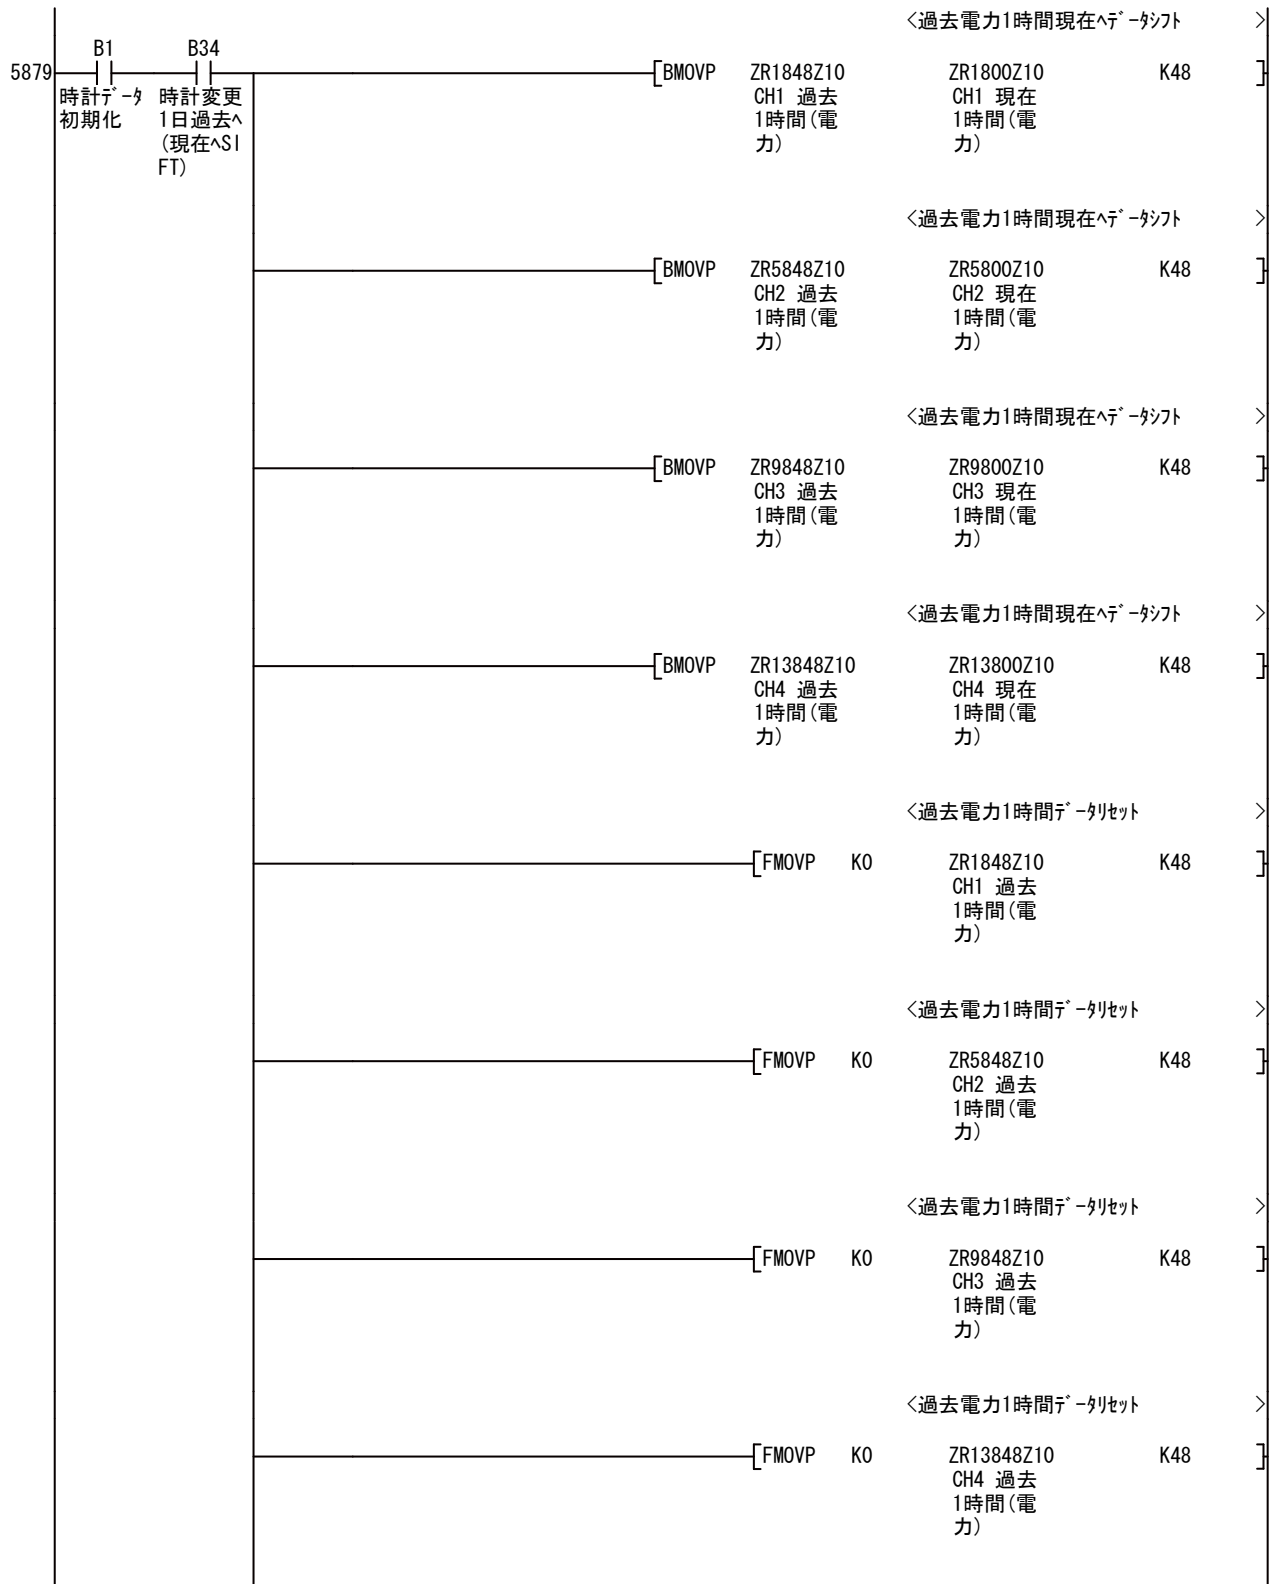 <過去電力1時間現在ﾍﾃﾞｰﾀｼﾌﾄ >
B1 B34
5879 [BMOVP ZR1848Z10 ZR1800Z10 K48 ]
時計ﾃﾞｰﾀ 時計変更 CH1 過去 CH1 現在
初期化 1日過去ﾍ 1時間(電 1時間(電
(現在ﾍSI 力) 力)
FT)
<過去電力1時間現在ﾍﾃﾞｰﾀｼﾌﾄ >
[BMOVP ZR5848Z10 ZR5800Z10 K48 ]
CH2 過去 CH2 現在
1時間(電 1時間(電
力) 力)
<過去電力1時間現在ﾍﾃﾞｰﾀｼﾌﾄ >
[BMOVP ZR9848Z10 ZR9800Z10 K48 ]
CH3 過去 CH3 現在
1時間(電 1時間(電
力) 力)
<過去電力1時間現在ﾍﾃﾞｰﾀｼﾌﾄ >
[BMOVP ZR13848Z10 ZR13800Z10 K48 ]
CH4 過去 CH4 現在
1時間(電 1時間(電
力) 力)
<過去電力1時間ﾃﾞｰﾀﾘｾｯﾄ >
[FMOVP K0 ZR1848Z10 K48 ]
CH1 過去
1時間(電
力)
<過去電力1時間ﾃﾞｰﾀﾘｾｯﾄ >
[FMOVP K0 ZR5848Z10 K48 ]
CH2 過去
1時間(電
力)
<過去電力1時間ﾃﾞｰﾀﾘｾｯﾄ >
[FMOVP K0 ZR9848Z10 K48 ]
CH3 過去
1時間(電
力)
<過去電力1時間ﾃﾞｰﾀﾘｾｯﾄ >
[FMOVP K0 ZR13848Z10 K48 ]
CH4 過去
1時間(電
力)